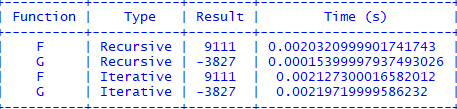 +----------+-----------+--------+-----------------------+
| Function | Type | Result | Time (s) |
+----------+-----------+--------+-----------------------+
| F | Recursive | 9111 | 0.0020320999901741743 |
| G | Recursive | -3827 | 0.00015399997937493026 |
| F | Iterative | 9111 | 0.002127300016582012 |
| G | Iterative | -3827 | 0.00219719999586232 |
+----------+-----------+--------+-----------------------+